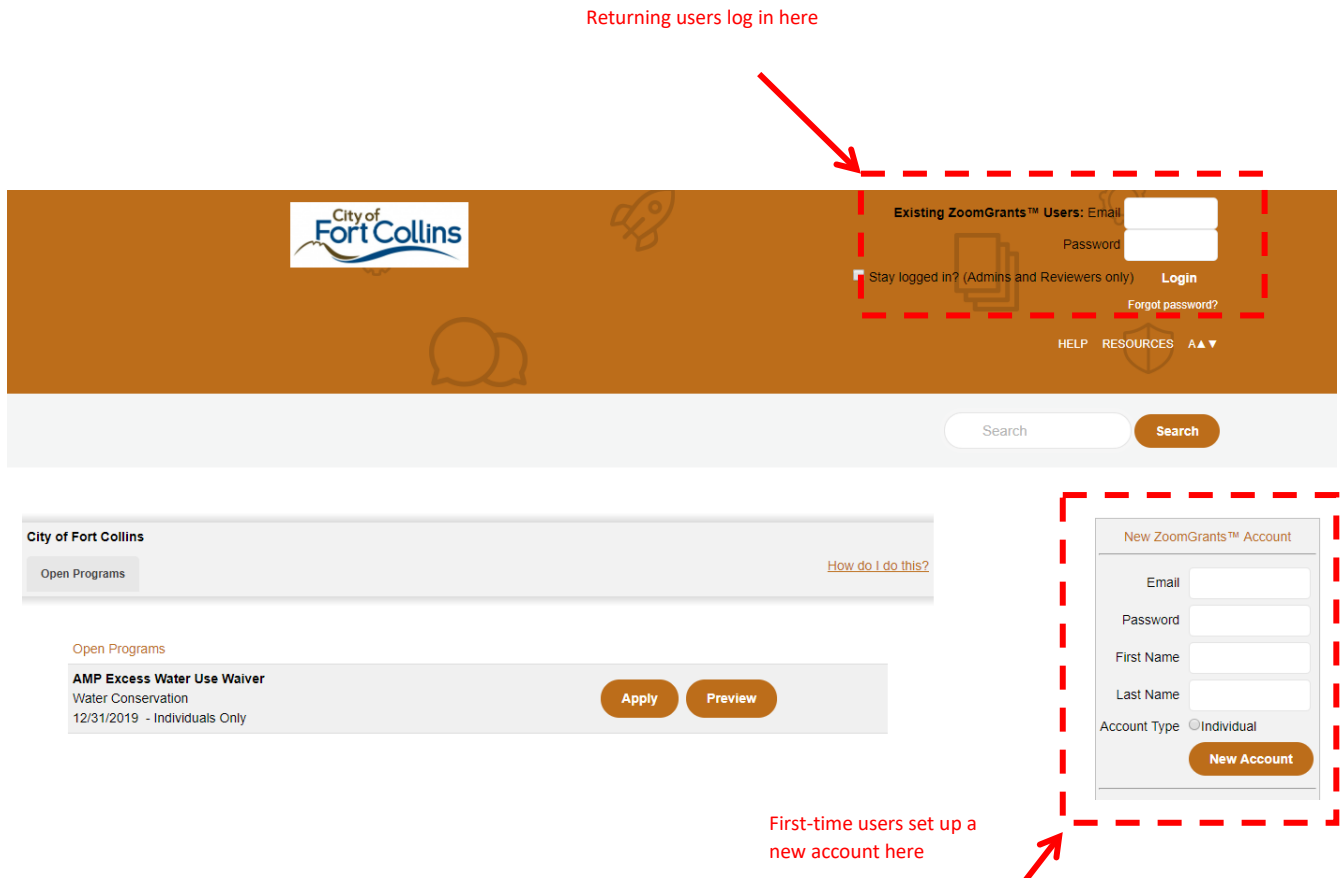 Returning users log in here
City of
Fort Collins
Existing ZoomGrants™ Users: Email
Password
Stay logged in? (Admins and Reviewers only) Login
Forgot password?
HELP RESOURCES A▲▼
Search Search
City of Fort Collins
Open Programs
How do I do this?
Open Programs
AMP Excess Water Use Waiver
Water Conservation
12/31/2019 - Individuals Only
Apply Preview
New ZoomGrants™ Account
Email
Password
First Name
Last Name
Account Type Individual
New Account
First-time users set up a
new account here